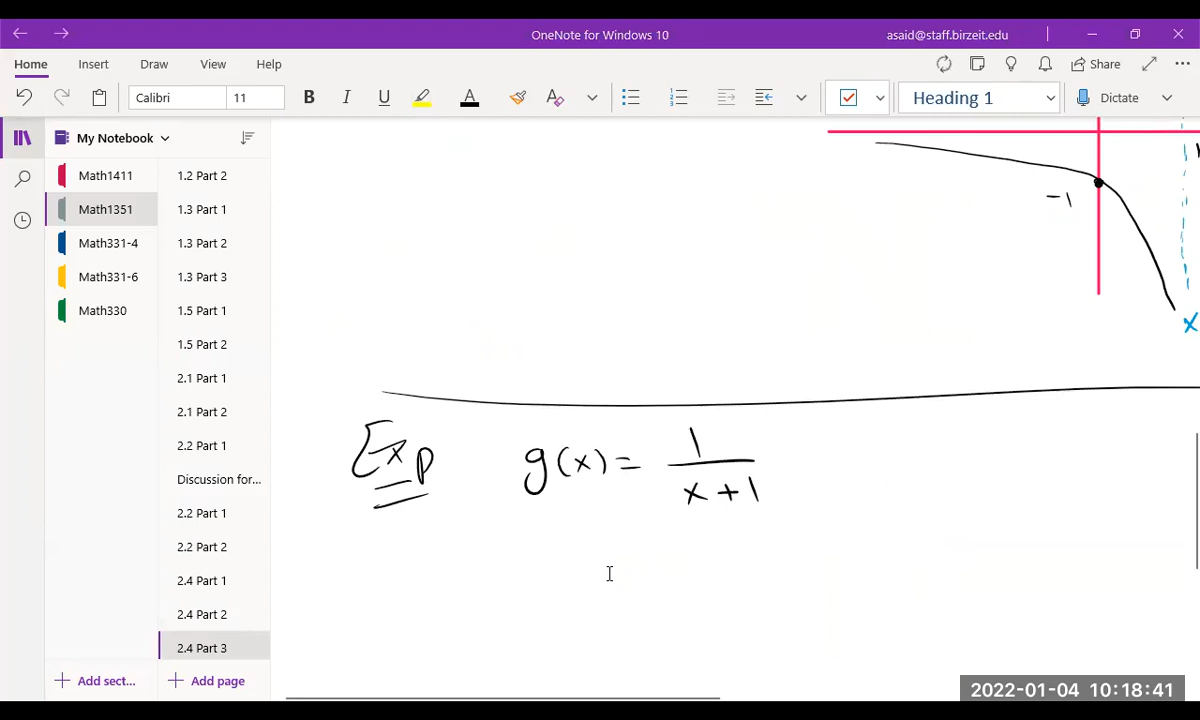 OneNote for Windows 10
asaid@staff.birzeit.edu
Home Insert Draw View Help
Share
Calibri 11 B I U A Heading 1 Dictate
My Notebook
Math1411
Math1351
Math331-4
Math331-6
Math330
1.2 Part 2
1.3 Part 1
1.3 Part 2
1.3 Part 3
1.5 Part 1
1.5 Part 2
2.1 Part 1
2.1 Part 2
2.2 Part 1
Discussion for...
2.2 Part 1
2.2 Part 2
2.4 Part 1
2.4 Part 2
2.4 Part 3
+ Add sect...
+ Add page
-1
x
Exp g(x) = 1/(x+1)
2022-01-04 10:18:41